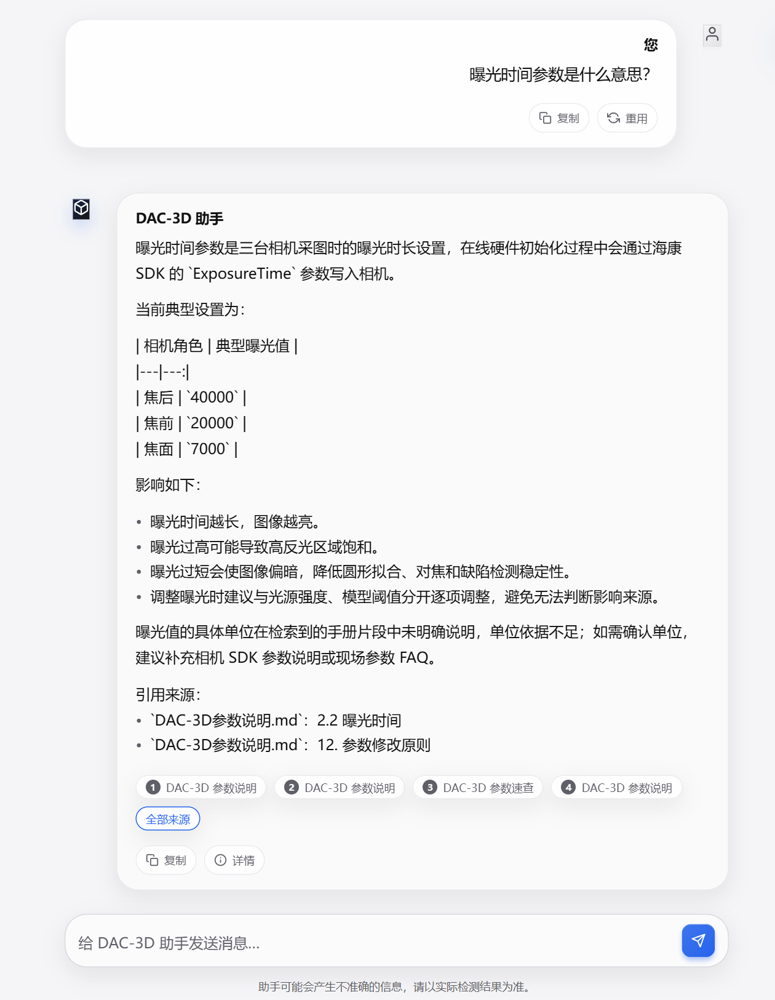 您
曝光时间参数是什么意思？
复制 重用
DAC-3D 助手
曝光时间参数是三台相机采图时的曝光时长设置，在线硬件初始化过程中会通过海康
SDK 的 `ExposureTime` 参数写入相机。
当前典型设置为：
| 相机角色 | 典型曝光值 |
|---|---:|
| 焦后 | `40000` |
| 焦前 | `20000` |
| 焦面 | `7000` |
影响如下：
• 曝光时间越长，图像越亮。
• 曝光过高可能导致高反光区域饱和。
• 曝光过短会使图像偏暗，降低圆形拟合、对焦和缺陷检测稳定性。
• 调整曝光时建议与光源强度、模型阈值分开逐项调整，避免无法判断影响来源。
曝光值的具体单位在检索到的手册片段中未明确说明，单位依据不足；如需确认单位，
建议补充相机 SDK 参数说明或现场参数 FAQ。
引用来源：
• `DAC-3D参数说明.md`：2.2 曝光时间
• `DAC-3D参数说明.md`：12. 参数修改原则
1 DAC-3D 参数说明 2 DAC-3D 参数说明 3 DAC-3D 参数速查 4 DAC-3D 参数说明
全部来源
复制 详情
给 DAC-3D 助手发送消息...
助手可能会产生不准确的信息，请以实际检测结果为准。